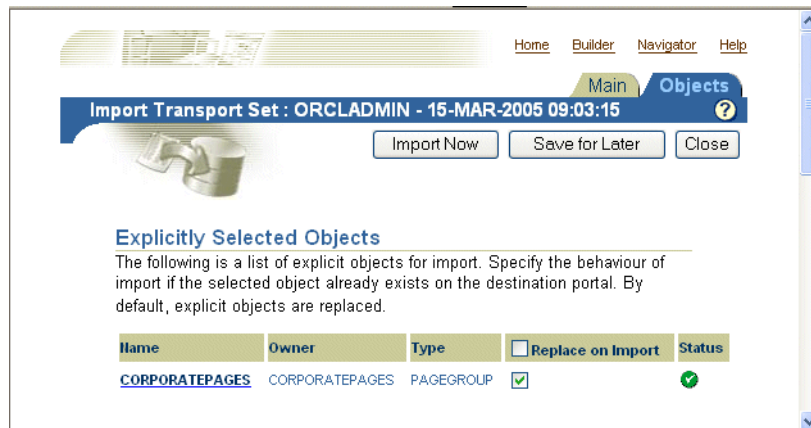 Home Builder Navigator Help
Main Objects
Import Transport Set : ORCLADMIN - 15-MAR-2005 09:03:15 ?
Import Now Save for Later Close
Explicitly Selected Objects
The following is a list of explicit objects for import. Specify the behaviour of
import if the selected object already exists on the destination portal. By
default, explicit objects are replaced.
Name Owner Type Replace on Import Status
CORPORATEPAGES CORPORATEPAGES PAGEGROUP